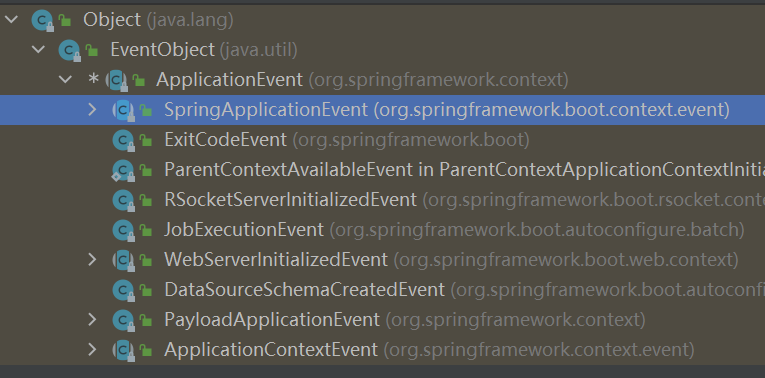 Object (java.lang)
EventObject (java.util)
* ApplicationEvent (org.springframework.context)
SpringApplicationEvent (org.springframework.boot.context.event)
ExitCodeEvent (org.springframework.boot)
ParentContextAvailableEvent in ParentContextApplicationContextInitia
RSocketServerInitializedEvent (org.springframework.boot.rsocket.conte
JobExecutionEvent (org.springframework.boot.autoconfigure.batch)
WebServerInitializedEvent (org.springframework.boot.web.context)
DataSourceSchemaCreatedEvent (org.springframework.boot.autoconfi
PayloadApplicationEvent (org.springframework.context)
ApplicationContextEvent (org.springframework.context.event)